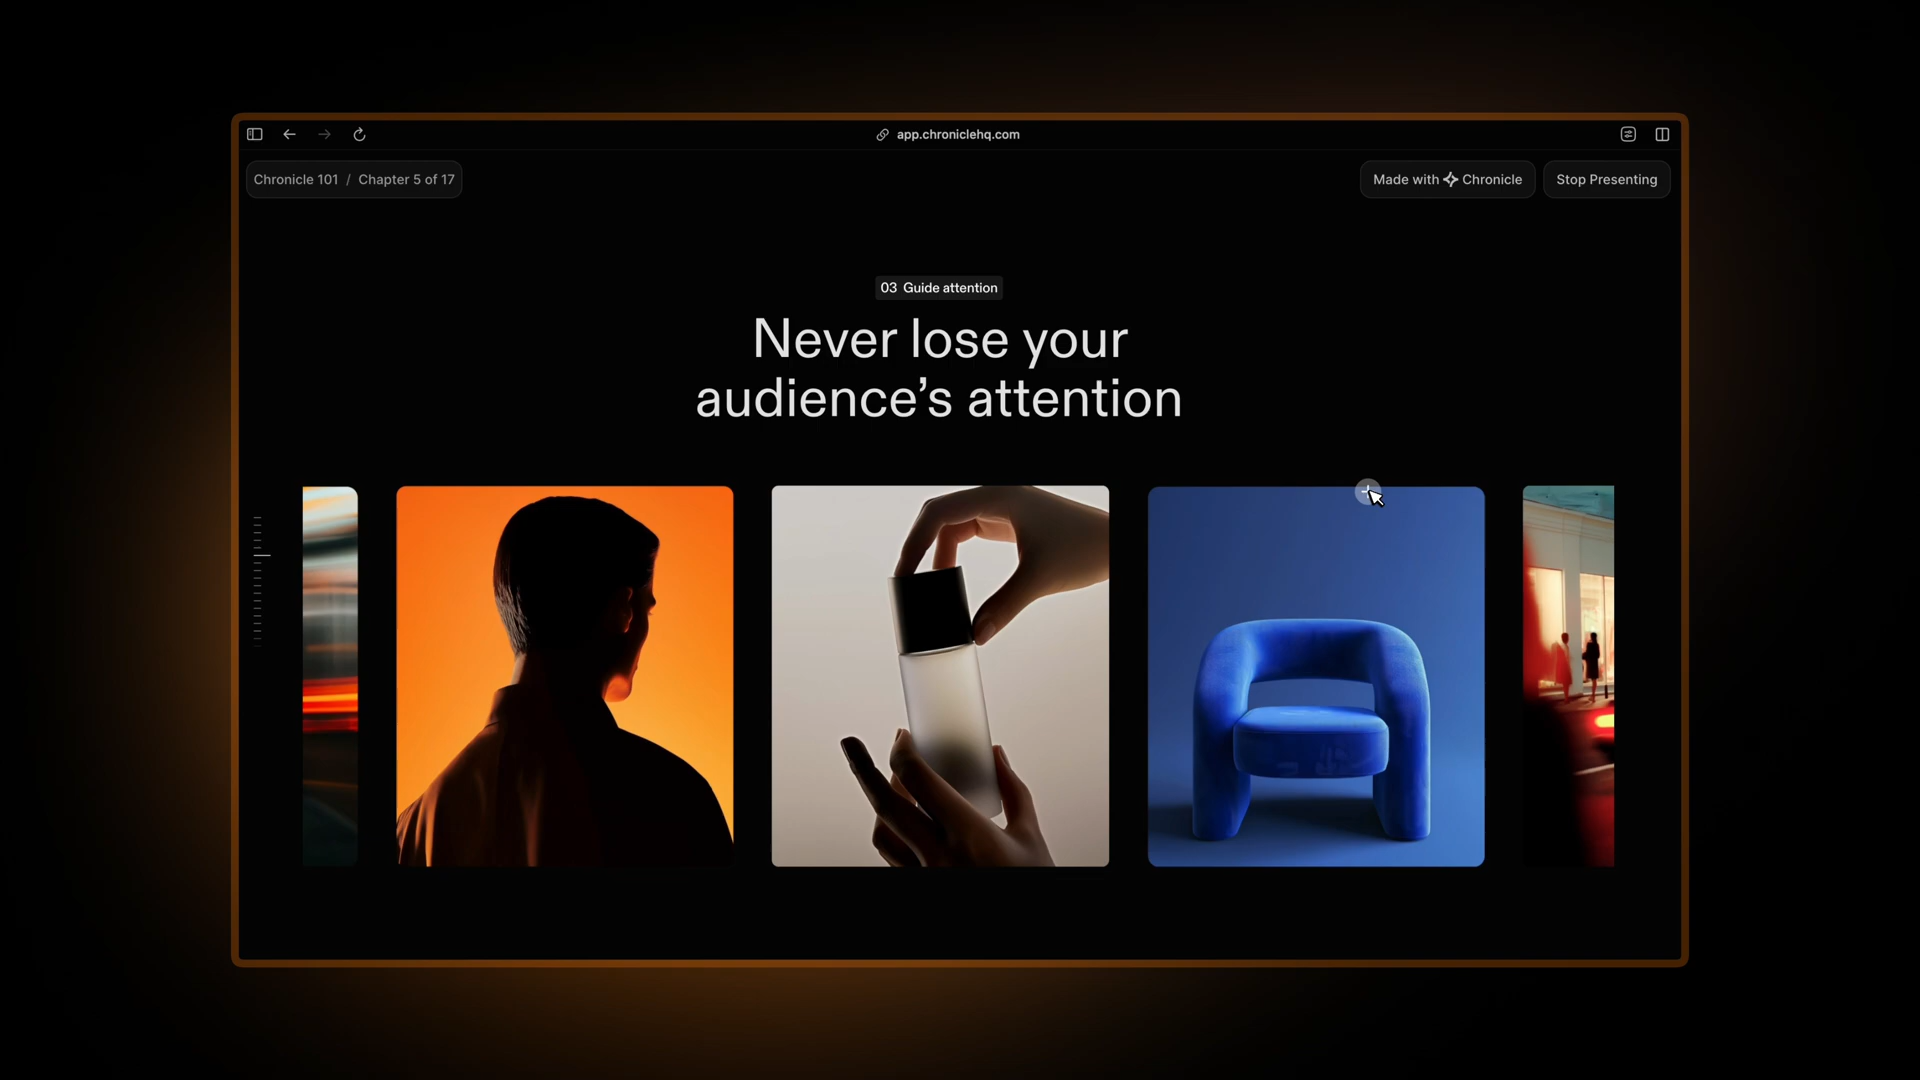 app.chroniclehq.com
Chronicle 101 / Chapter 5 of 17
Made with Chronicle
Stop Presenting
03 Guide attention
Never lose your
audience’s attention